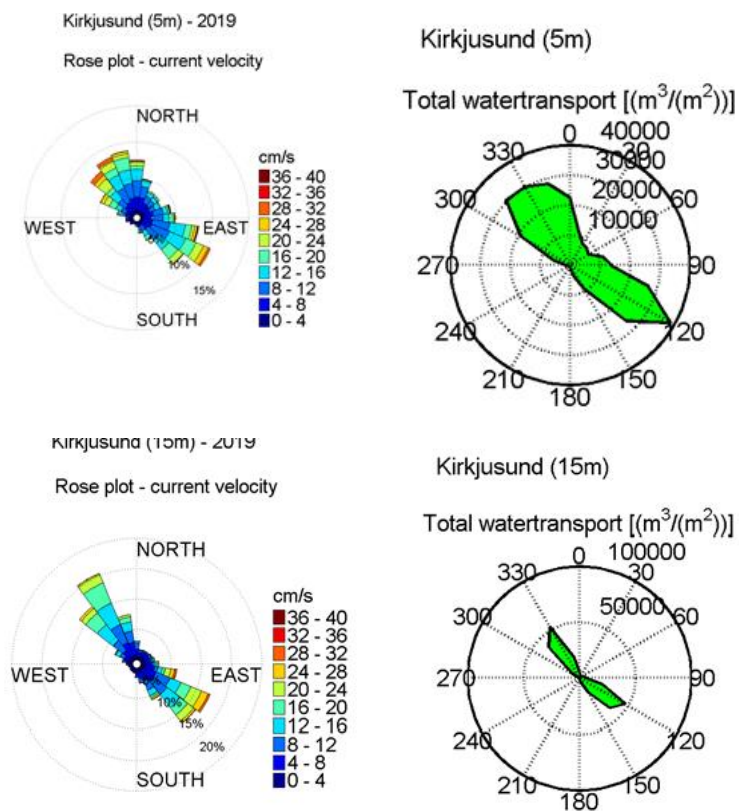 Kirkjusund (5m) - 2019
Rose plot - current velocity
NORTH
WEST
EAST
SOUTH
10%
15%
cm/s
36 - 40
32 - 36
28 - 32
24 - 28
20 - 24
16 - 20
12 - 16
8 - 12
4 - 8
0 - 4
Kirkjusund (5m)
Total watertransport [(m³/(m²))]
0
40000
30000
20000
10000
30
60
90
120
150
180
210
240
270
300
330
Kirkjusund (15m) - 2019
Rose plot - current velocity
NORTH
WEST
EAST
SOUTH
10%
15%
20%
cm/s
36 - 40
32 - 36
28 - 32
24 - 28
20 - 24
16 - 20
12 - 16
8 - 12
4 - 8
0 - 4
Kirkjusund (15m)
Total watertransport [(m³/(m²))]
0
100000
50000
30
60
90
120
150
180
210
240
270
300
330